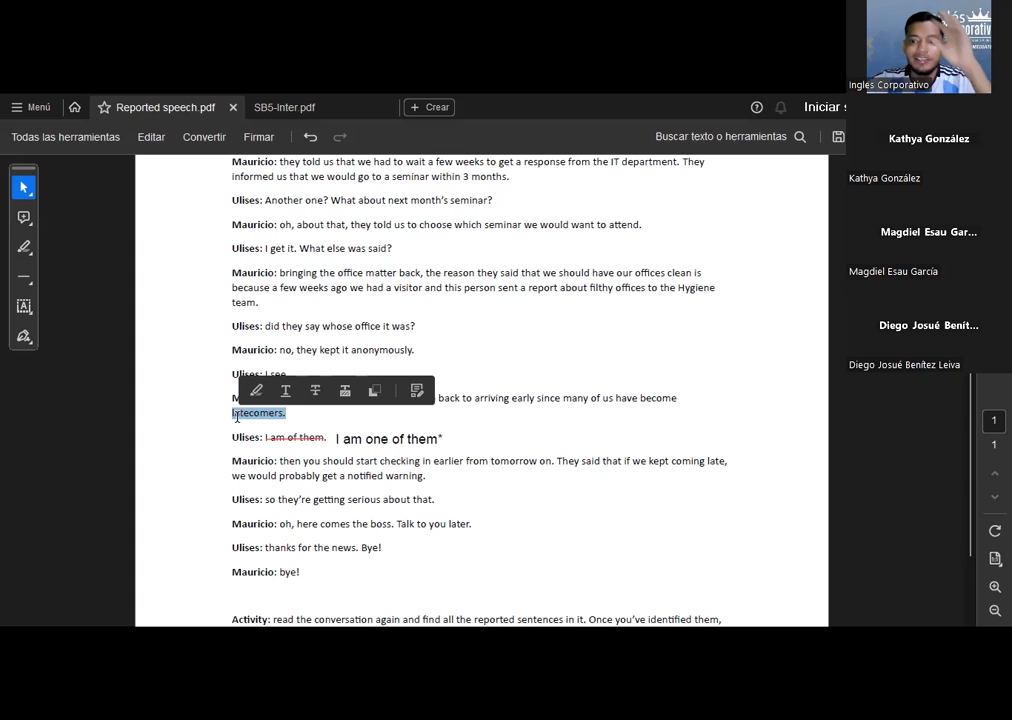 Menú
Reported speech.pdf
SB5-Inter.pdf
Crear
Iniciar s
Todas las herramientas
Editar
Convertir
Firmar
Buscar texto o herramientas
Mauricio: they told us that we had to wait a few weeks to get a response from the IT department. They
informed us that we would go to a seminar within 3 months.
Ulises: Another one? What about next month's seminar?
Mauricio: oh, about that, they told us to choose which seminar we would want to attend.
Ulises: I get it. What else was said?
Mauricio: bringing the office matter back, the reason they said that we should have our offices clean is
because a few weeks ago we had a visitor and this person sent a report about filthy offices to the Hygiene
team.
Ulises: did they say whose office it was?
Mauricio: no, they kept it anonymously.
Ulises: I see.
back to arriving early since many of us have become
latecomers.
Ulises: I am of them. I am one of them*
Mauricio: then you should start checking in earlier from tomorrow on. They said that if we kept coming late,
we would probably get a notified warning.
Ulises: so they're getting serious about that.
Mauricio: oh, here comes the boss. Talk to you later.
Ulises: thanks for the news. Bye!
Mauricio: bye!
Activity: read the conversation again and find all the reported sentences in it. Once you've identified them,
Ingles Corporativo
Kathya González
Kathya González
Magdiel Esau Gar...
Magdiel Esau García
Diego Josué Benít...
Diego Josué Benítez Leiva
1
1